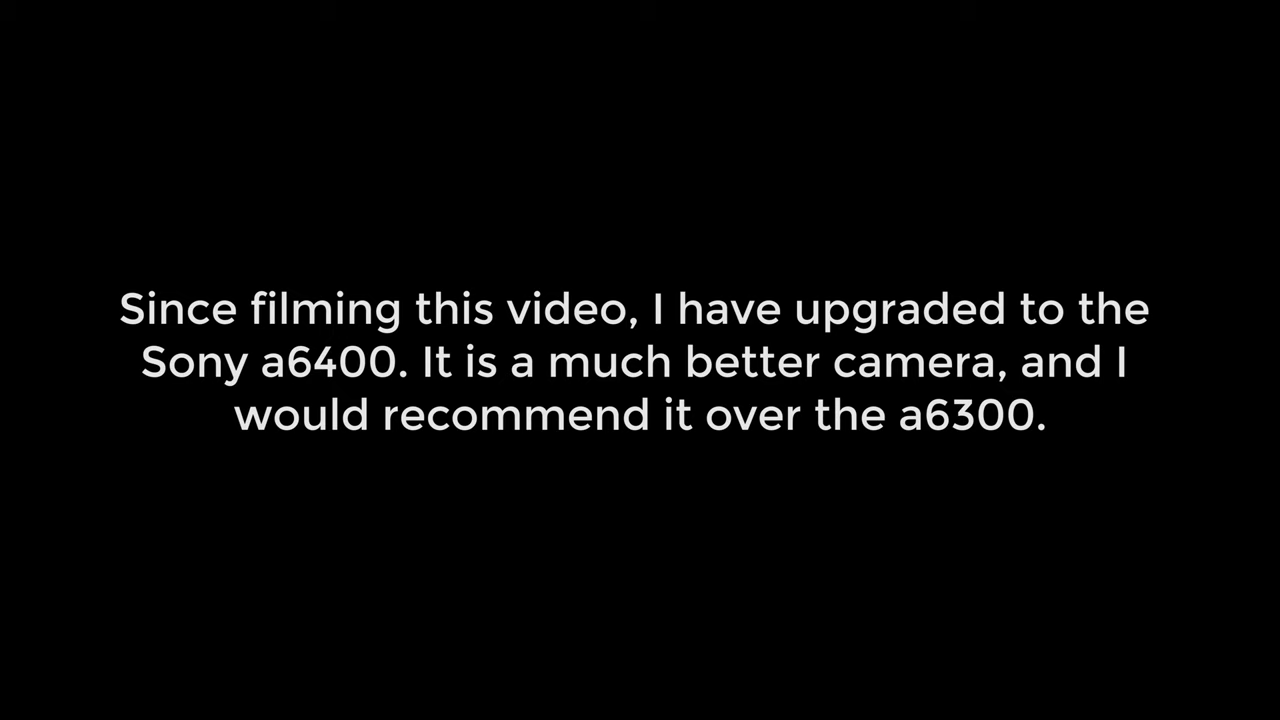 Since filming this video, I have upgraded to the
Sony a6400. It is a much better camera, and I
would recommend it over the a6300.